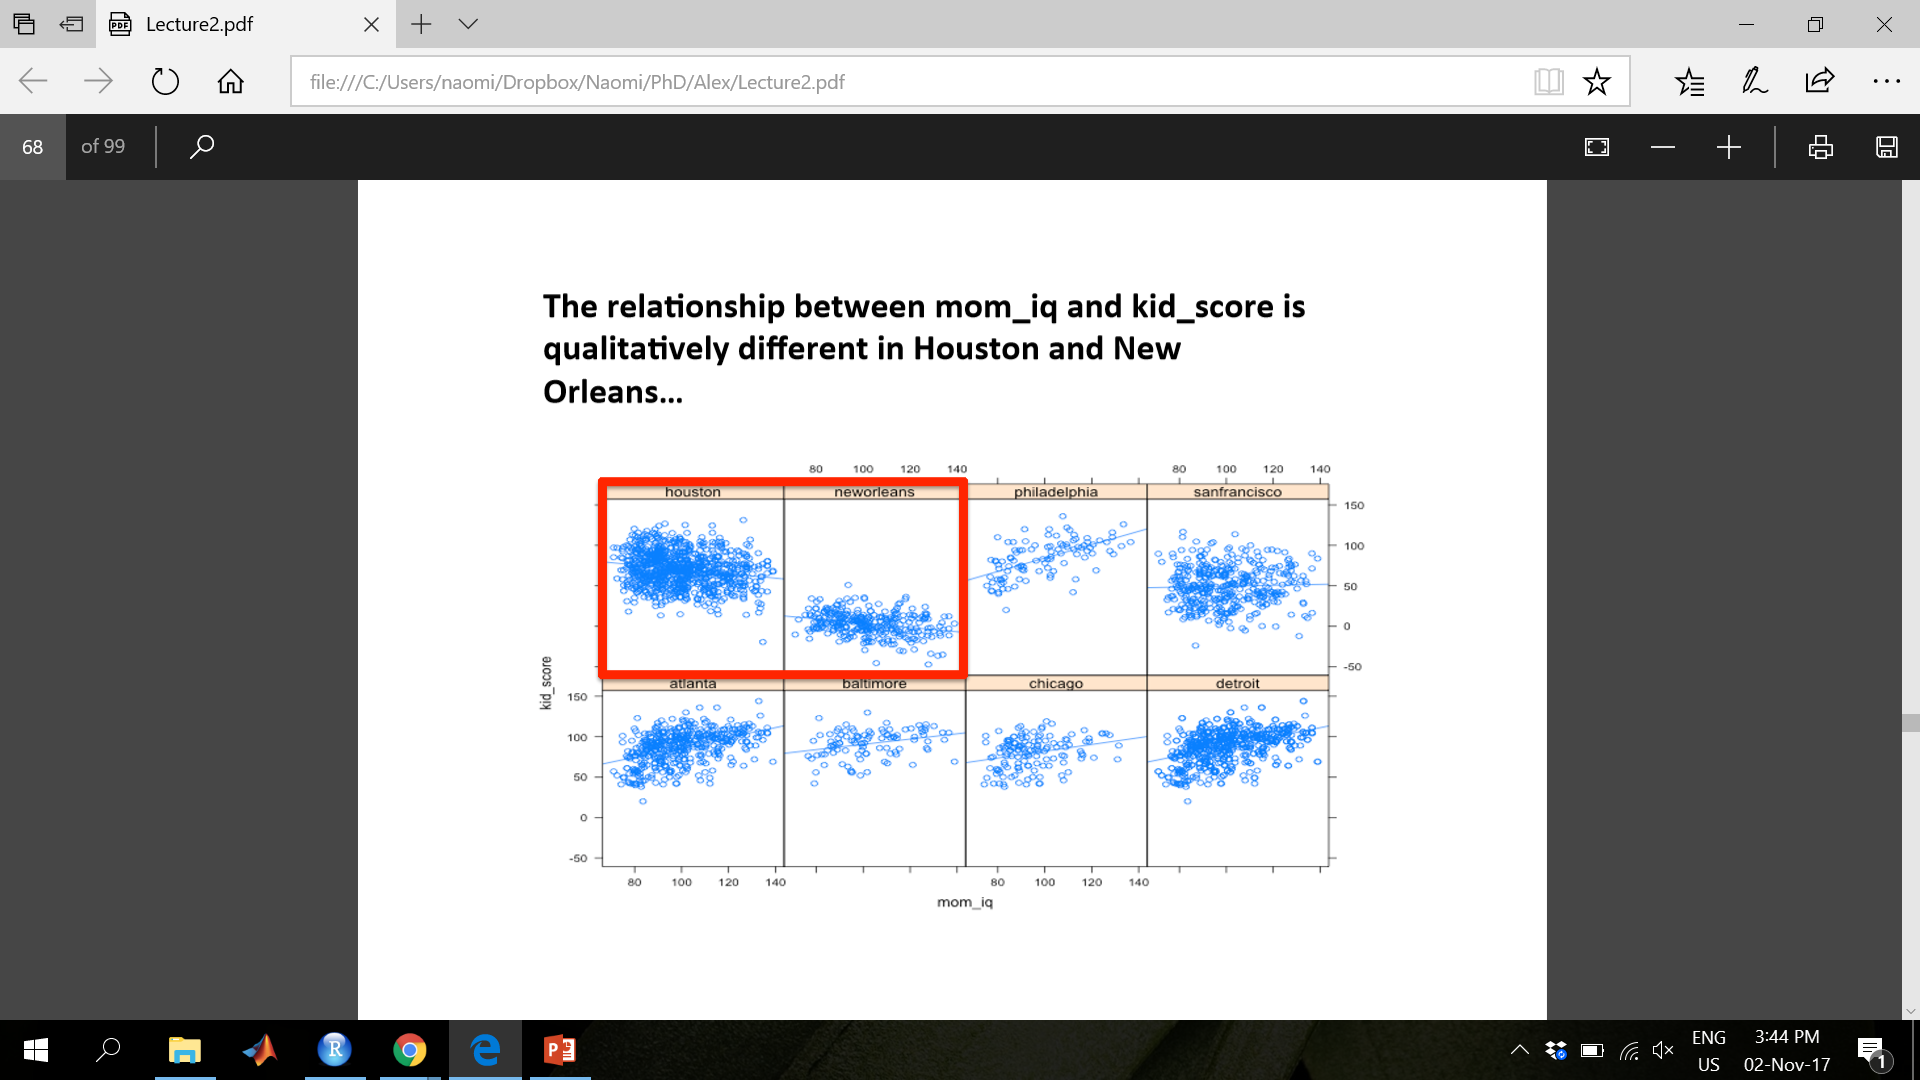 Lecture2.pdf
file:///C:/Users/naomi/Dropbox/Naomi/PhD/Alex/Lecture2.pdf
68 of 99
The relationship between mom_iq and kid_score is
qualitatively different in Houston and New
Orleans...
80 100 120 140 80 100 120 140
houston neworleans philadelphia sanfrancisco
150
100
50
0
-50
kid_score
atlanta baltimore chicago detroit
150
100
50
0
-50
80 100 120 140 80 100 120 140
mom_iq
ENG 3:44 PM
US 02-Nov-17 1